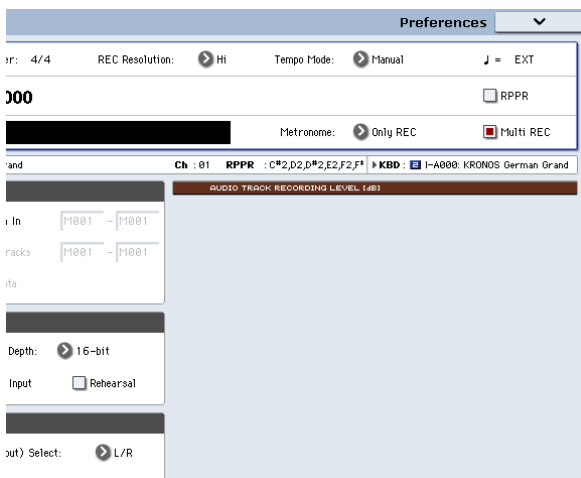 Preferences
er: 4/4 REC Resolution: Hi Tempo Mode: Manual ♩ = EXT
000 RPPR
Metronome: Only REC Multi REC
rand Ch : 01 RPPR : C#2,D2,D#2,E2,F2,F# KBD : I-A000: KRONOS German Grand
AUDIO TRACK RECORDING LEVEL [dB]
In M001 - M001
racks M001 - M001
ata
Depth: 16-bit
Input Rehearsal
out) Select: L/R